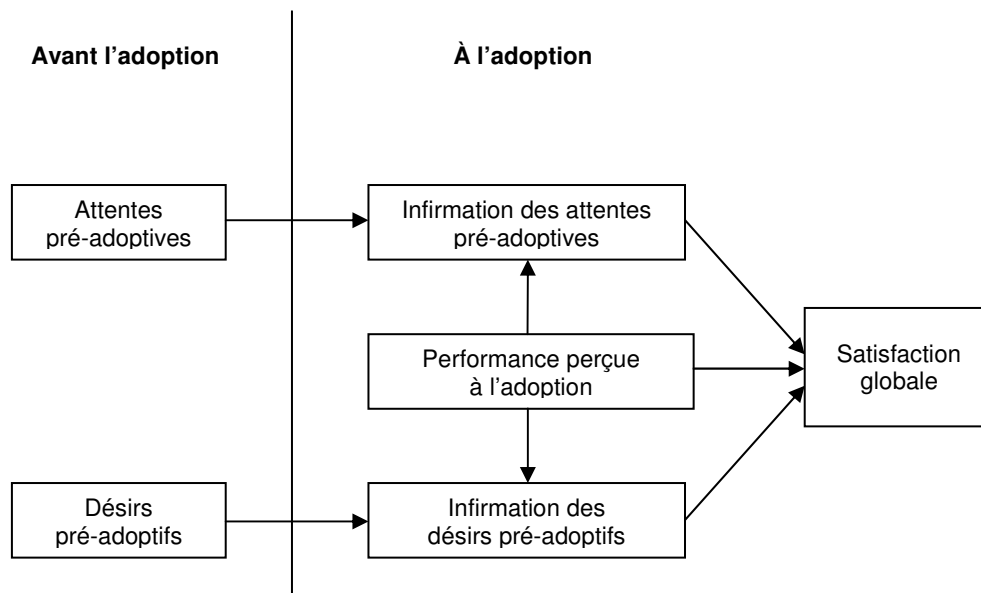 Avant l’adoption
À l’adoption
Attentes
pré-adoptives
Infirmation des attentes
pré-adoptives
Performance perçue
à l’adoption
Satisfaction
globale
Désirs
pré-adoptifs
Infirmation des
désirs pré-adoptifs